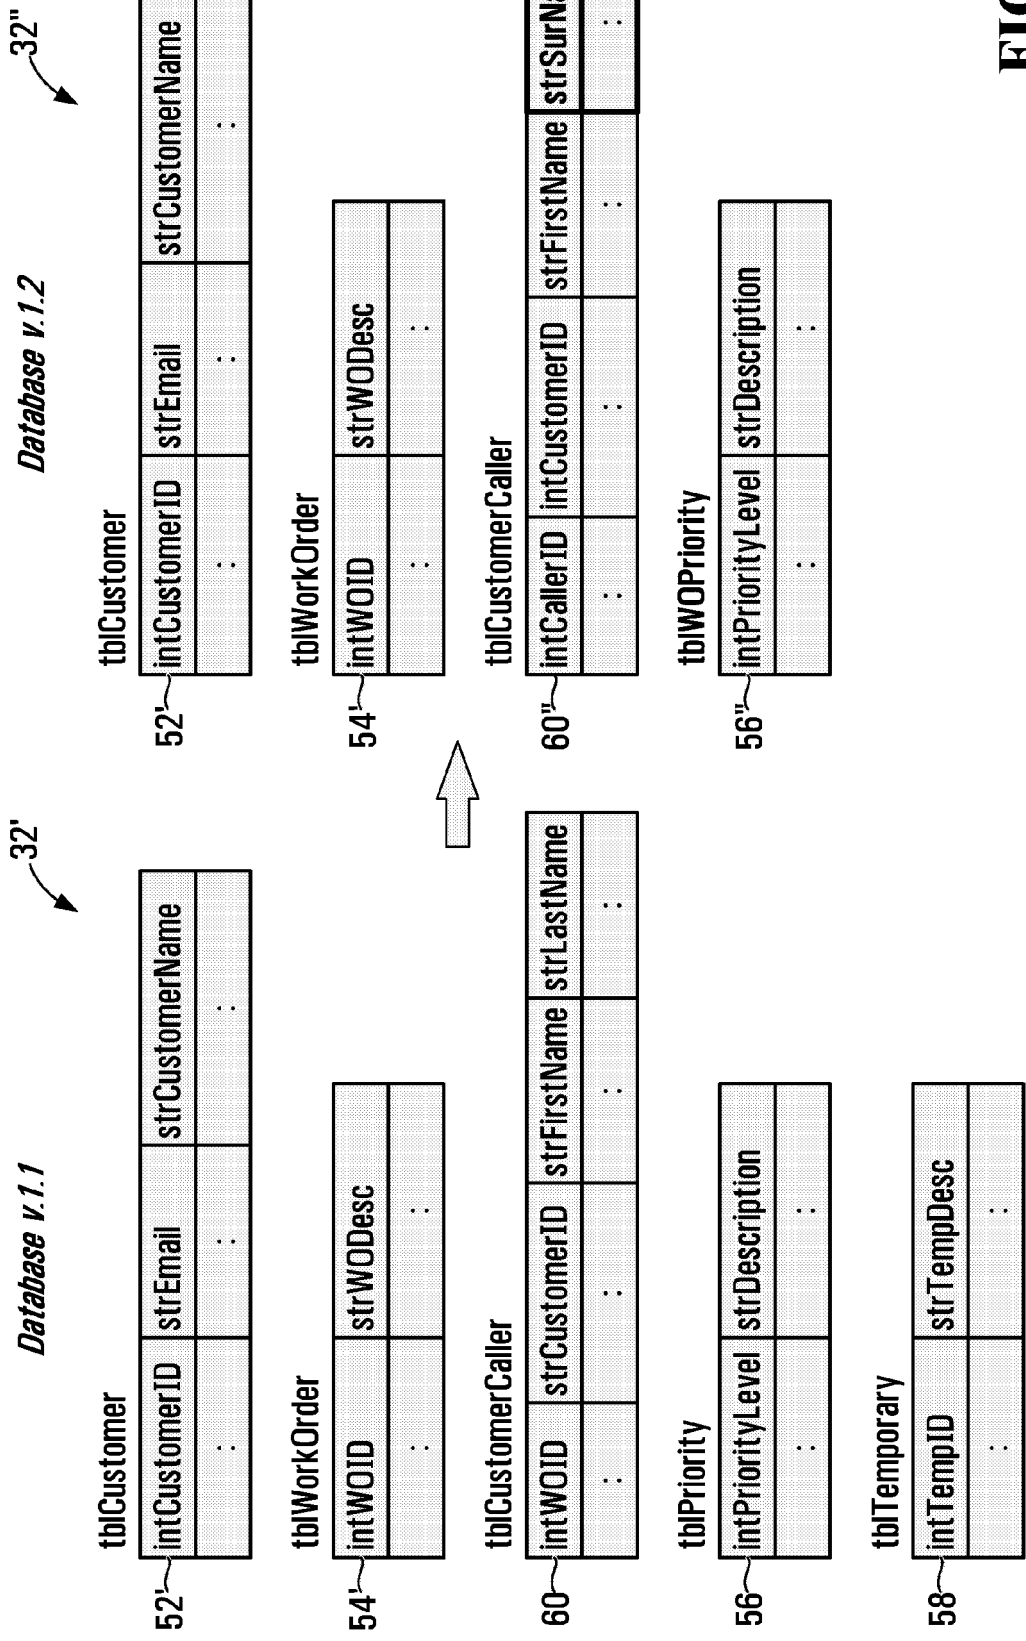 Database v.1.1
32'
tblCustomer
52' intCustomerID strEmail strCustomerName
: : :
tblWorkOrder
54' intWOID strWODesc
: :
tblCustomerCaller
60 intWOID strCustomerID strFirstName strLastName
: : : :
tblPriority
56 intPriorityLevel strDescription
: :
tblTemporary
58 intTempID strTempDesc
: :
Database v.1.2
32"
tblCustomer
52' intCustomerID strEmail strCustomerName
: : :
tblWorkOrder
54' intWOID strWODesc
: :
tblCustomerCaller
60" intCallerID intCustomerID strFirstName strSurNa
: : : :
tblWOPriority
56" intPriorityLevel strDescription
: :
FIG